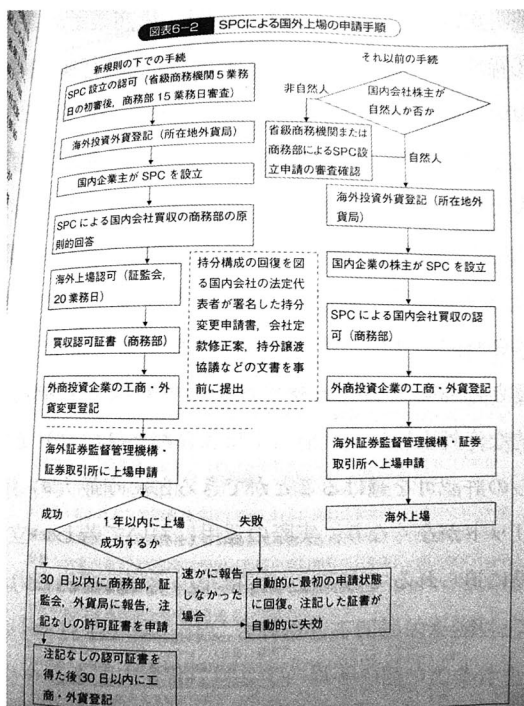 図表6-2 SPCによる国外上場の申請手順
新規則の下での手続
SPC設立の認可（省級商務機関5業務
日の初審後，商務部15業務日審査）
海外投資外貨登記（所在地外貨局）
国内企業主がSPCを設立
SPCによる国内会社買収の商務部の原
則的回答
海外上場認可（証監会，
20業務日）
買収認可証書（商務部）
外商投資企業の工商・外
貨変更登記
持分構成の回復を図
る国内会社の法定代
表者が署名した持分
変更申請書，会社定
款修正案，持分譲渡
協議などの文書を事
前に提出
海外証券監督管理機構・
証券取引所に上場申請
成功
1年以内に上場
成功するか
失敗
30日以内に商務部，証
監会，外貨局に報告，注
記なしの許可証書を申請
速かに報告
しなかった
場合
自動的に最初の申請状態
に回復。注記した証書が
自動的に失効
注記なしの認可証書を
得た後30日以内に工
商・外貨登記
それ以前の手続
非自然人
国内会社株主が
自然人か否か
省級商務機関または
商務部によるSPC設
立申請の審査確認
自然人
海外投資外貨登記（所在地外
貨局）
国内企業の株主がSPCを設立
SPCによる国内会社買収の認
可（商務部）
外商投資企業の工商・外貨登記
海外証券監督管理機構・証券
取引所へ上場申請
海外上場